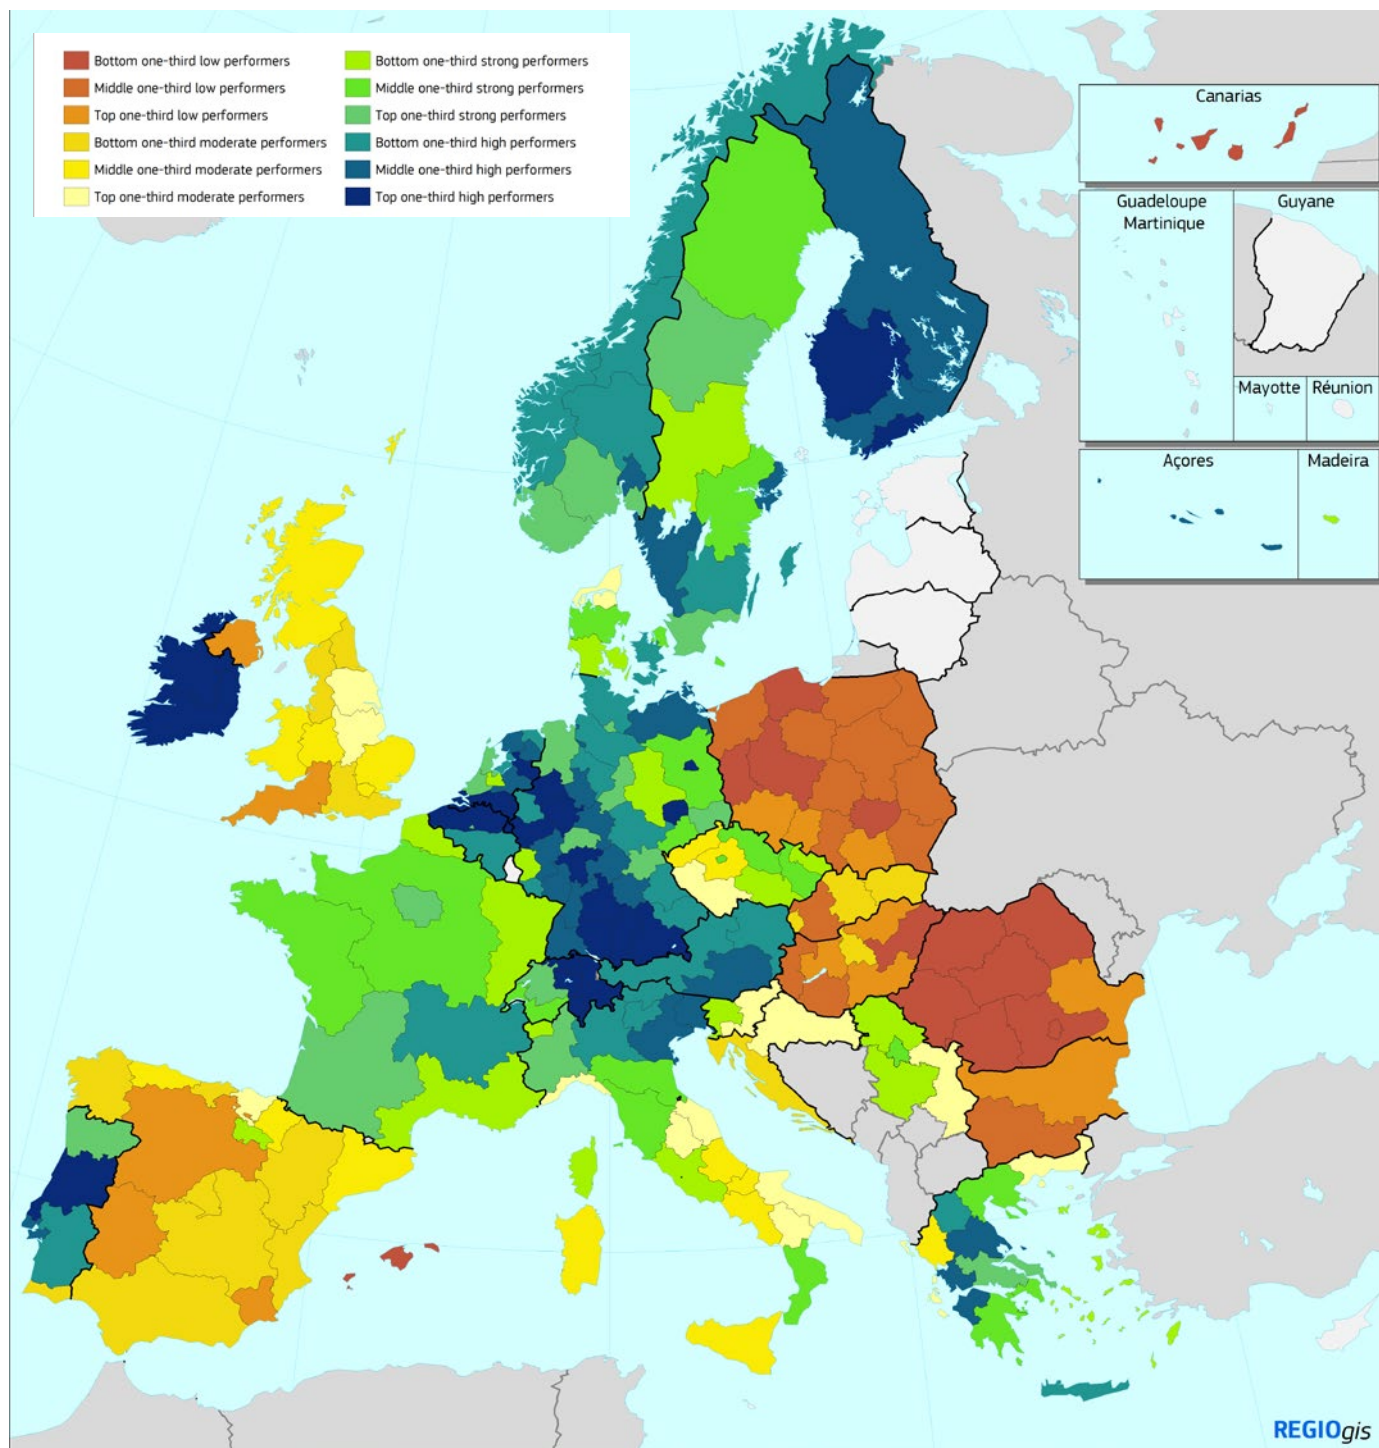 Bottom one-third low performers
Middle one-third low performers
Top one-third low performers
Bottom one-third moderate performers
Middle one-third moderate performers
Top one-third moderate performers
Bottom one-third strong performers
Middle one-third strong performers
Top one-third strong performers
Bottom one-third high performers
Middle one-third high performers
Top one-third high performers
Canarias
Guadeloupe
Martinique
Guyane
Mayotte
Réunion
Açores
Madeira
REGIOgis